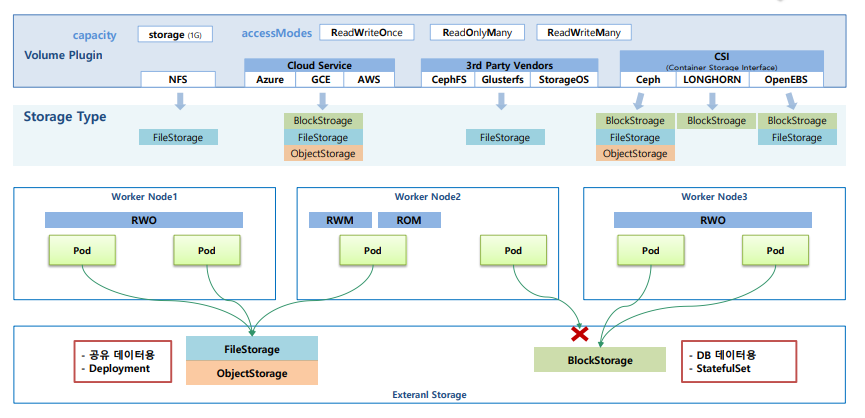 capacity
storage (1G)
accessModes
ReadWriteOnce
ReadOnlyMany
ReadWriteMany
Volume Plugin
NFS
Cloud Service
Azure
GCE
AWS
3rd Party Vendors
CephFS
Glusterfs
StorageOS
CSI
(Container Storage Interface)
Ceph
LONGHORN
OpenEBS
Storage Type
FileStorage
BlockStroage
FileStorage
ObjectStorage
FileStorage
BlockStroage
FileStorage
ObjectStorage
BlockStroage
BlockStroage
FileStorage
Worker Node1
RWO
Pod
Pod
Worker Node2
RWM
ROM
Pod
Pod
Worker Node3
RWO
Pod
Pod
- 공유 데이터용
- Deployment
FileStorage
ObjectStorage
BlockStorage
- DB 데이터용
- StatefulSet
Exteranl Storage